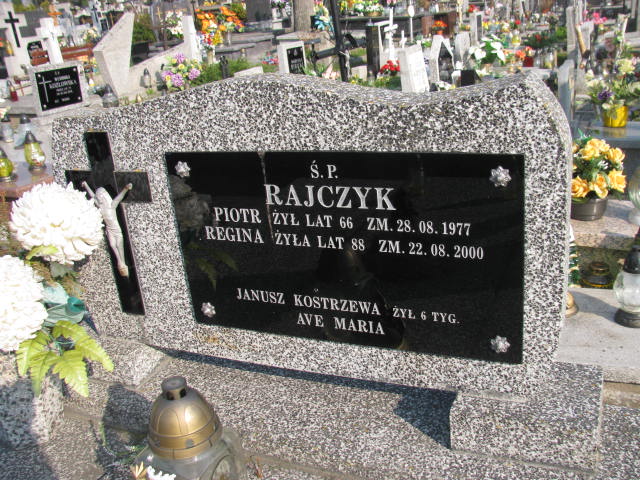 Ś.P.
RAJCZYK
PIOTR ŻYŁ LAT 66 ZM. 28.08.1977
REGINA ŻYŁA LAT 88 ZM. 22.08.2000
JANUSZ KOSTRZEWA ŻYŁ 6 TYG.
AVE MARIA
KOZŁOWSKA